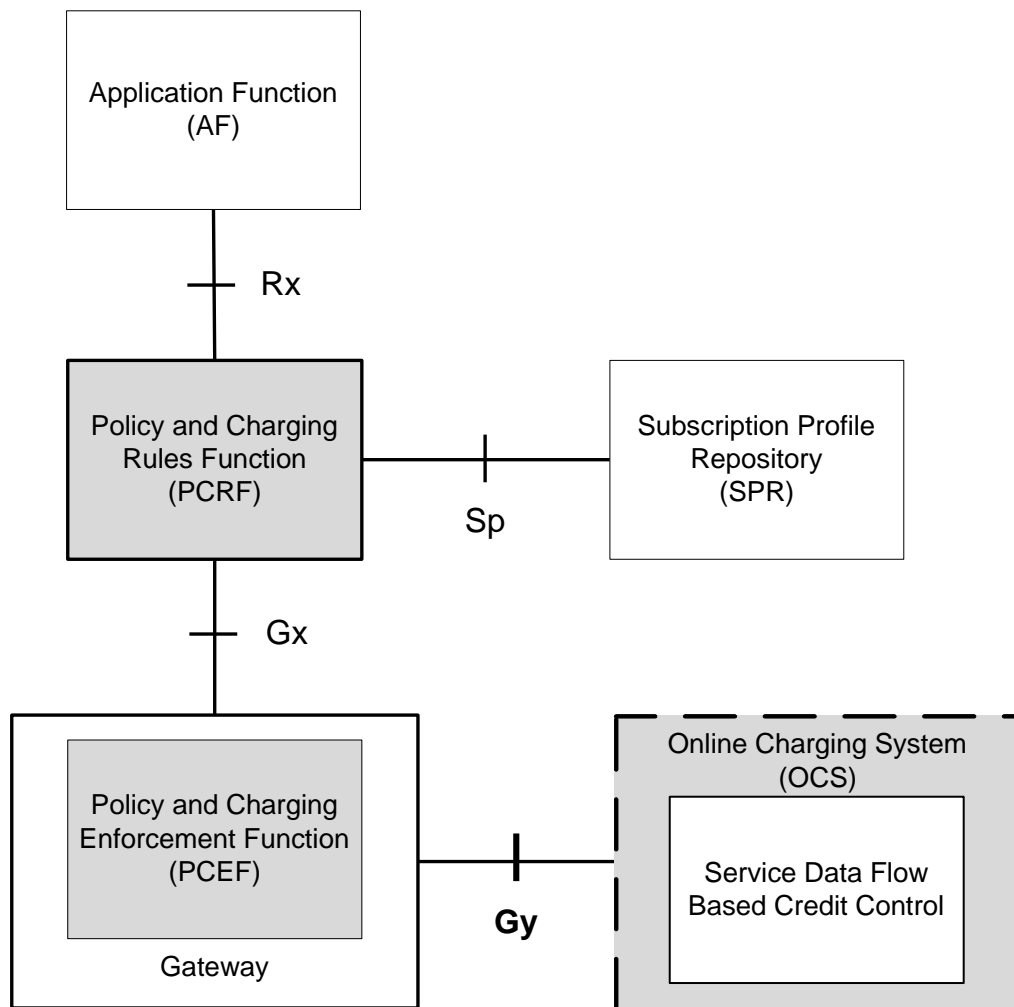 Application Function
(AF)
Rx
Policy and Charging
Rules Function
(PCRF)
Subscription Profile
Repository
(SPR)
Sp
Gx
Online Charging System
(OCS)
Policy and Charging
Enforcement Function
(PCEF)
Service Data Flow
Based Credit Control
Gy
Gateway